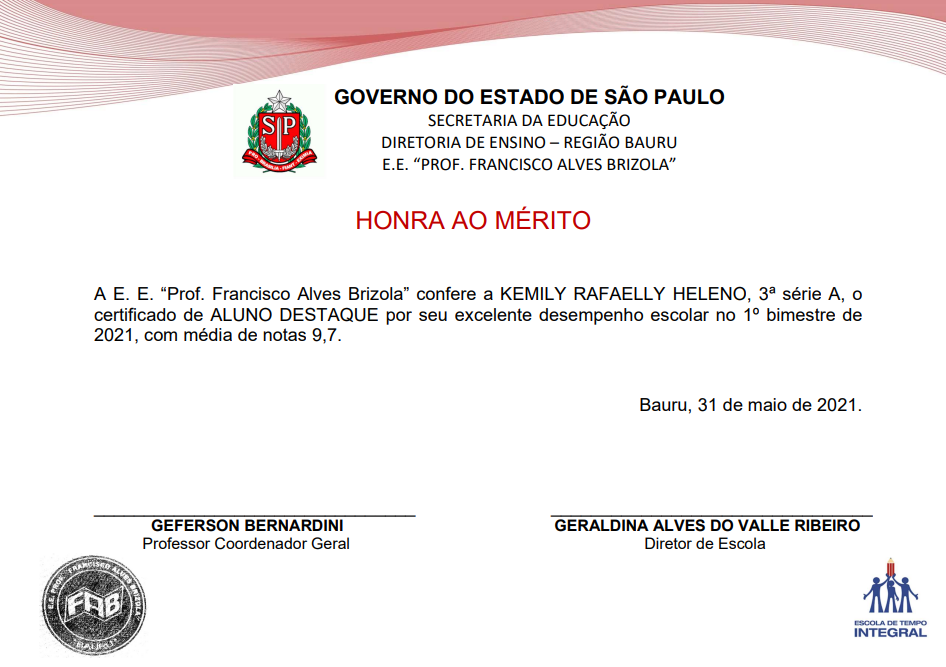 GOVERNO DO ESTADO DE SÃO PAULO
SECRETARIA DA EDUCAÇÃO
DIRETORIA DE ENSINO – REGIÃO BAURU
E.E. “PROF. FRANCISCO ALVES BRIZOLA”
SP
HONRA AO MÉRITO
A E. E. “Prof. Francisco Alves Brizola” confere a KEMILY RAFAELLY HELENO, 3ª série A, o
certificado de ALUNO DESTAQUE por seu excelente desempenho escolar no 1º bimestre de
2021, com média de notas 9,7.
Bauru, 31 de maio de 2021.
GEFERSON BERNARDINI
Professor Coordenador Geral
GERALDINA ALVES DO VALLE RIBEIRO
Diretor de Escola
E.E. PROF. FRANCISCO ALVES BRIZOLA
FAB
BAURU
ESCOLA DE TEMPO
INTEGRAL